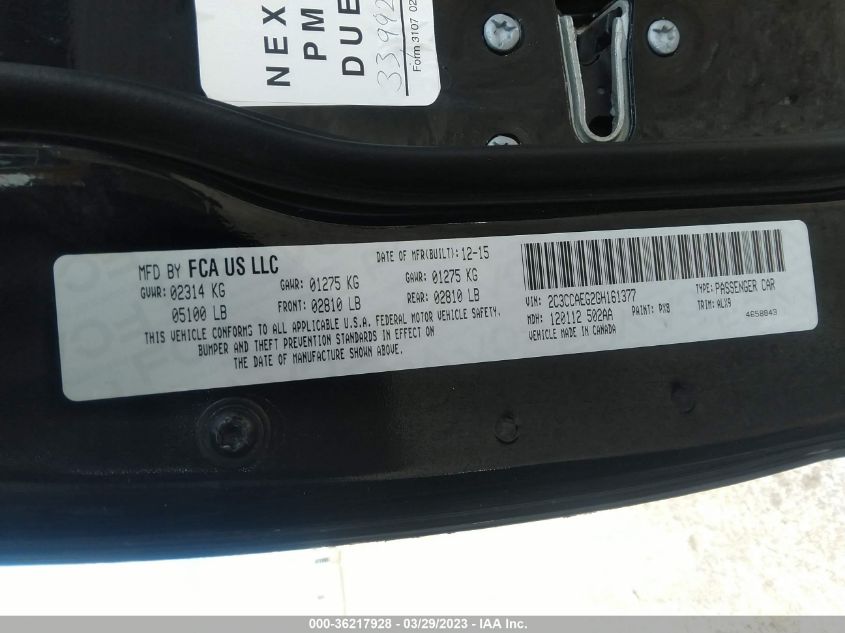 NEX
PM
DUE
33992
Form 3107 02
MFD BY FCA US LLC
DATE OF MFR(BUILT): 12-15
GVWR: 02314 KG
GAWR: 01275 KG
GAWR: 01275 KG
05100 LB
FRONT: 02810 LB
REAR: 02810 LB
THIS VEHICLE CONFORMS TO ALL APPLICABLE U.S.A. FEDERAL MOTOR VEHICLE SAFETY,
BUMPER AND THEFT PREVENTION STANDARDS IN EFFECT ON
THE DATE OF MANUFACTURE SHOWN ABOVE.
VIN: 2C3CCAEG2GH161377
TYPE: PASSENGER CAR
MDH: 120112 502AA
PAINT: PX8
TRIM: ALX9
VEHICLE MADE IN CANADA
4658843
000-36217928 - 03/29/2023 - IAA Inc.